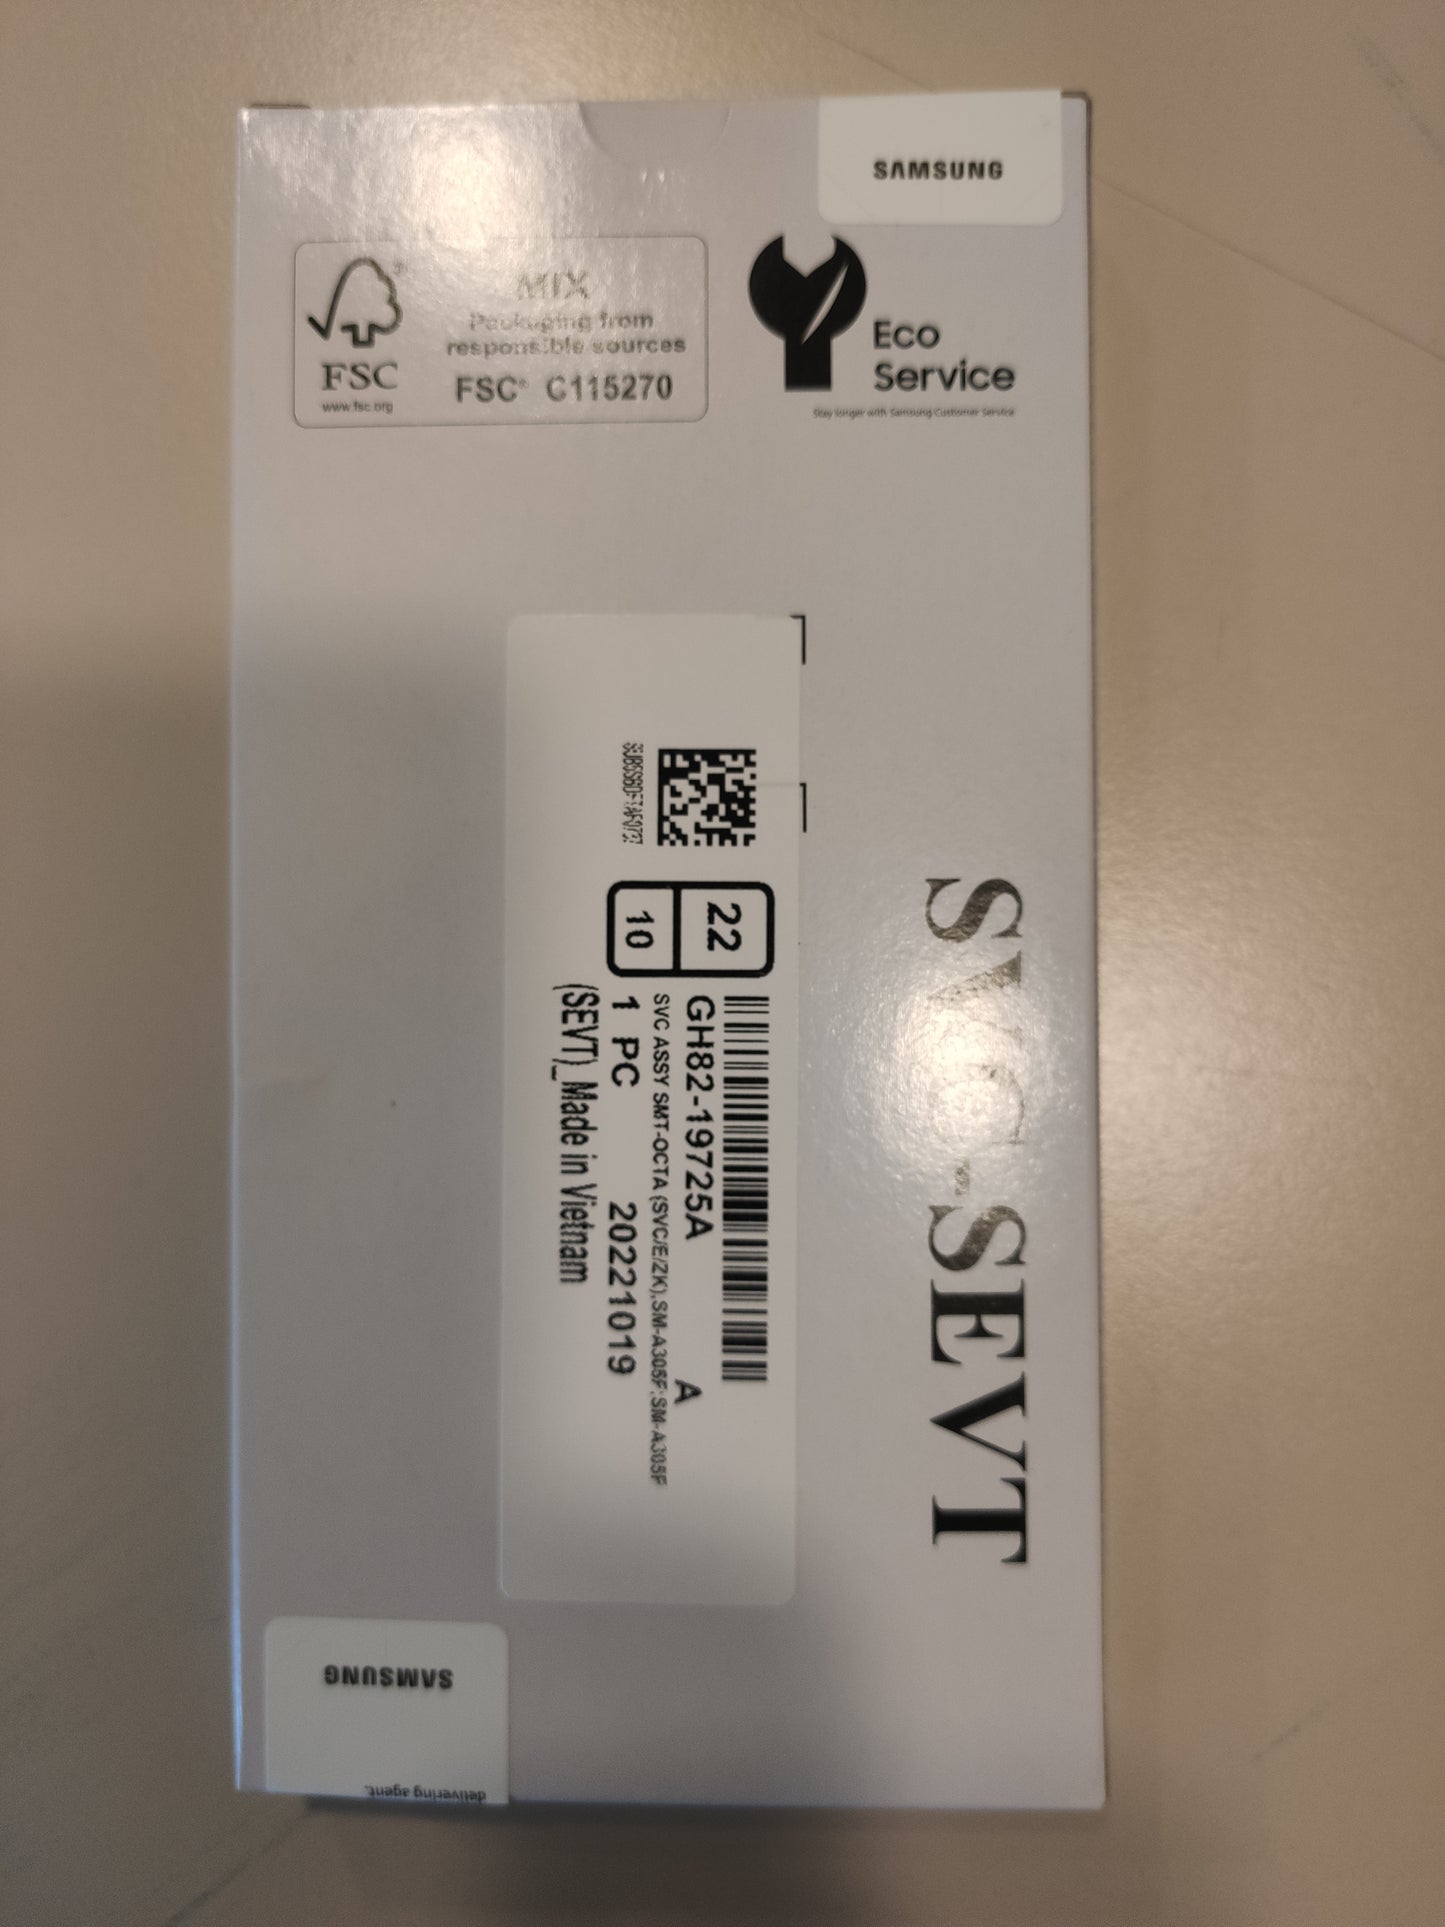 SAMSUNG
MIX
Packaging from
responsible sources
FSC® C115270
FSC
www.fsc.org
Eco
Service
Stay longer with Samsung Customer Service
SVC-SEVT
22
10
GH82-19725A A
SVC ASSY SMT-OCTA (SVC/E/ZK),SM-A305F;SM-A305F
1 PC 20221019
(SEVT)_Made in Vietnam
SAMSUNG
delivering agent.